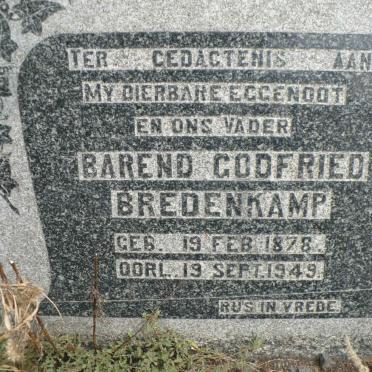 TER GEDACTENIS AAN
MY DIERBARE EGGENOOT
EN ONS VADER
BAREND GODFRIED
BREDENKAMP
GEB. 19 FEB. 1878.
OORL. 19 SEPT. 1949.
RUS IN VREDE.